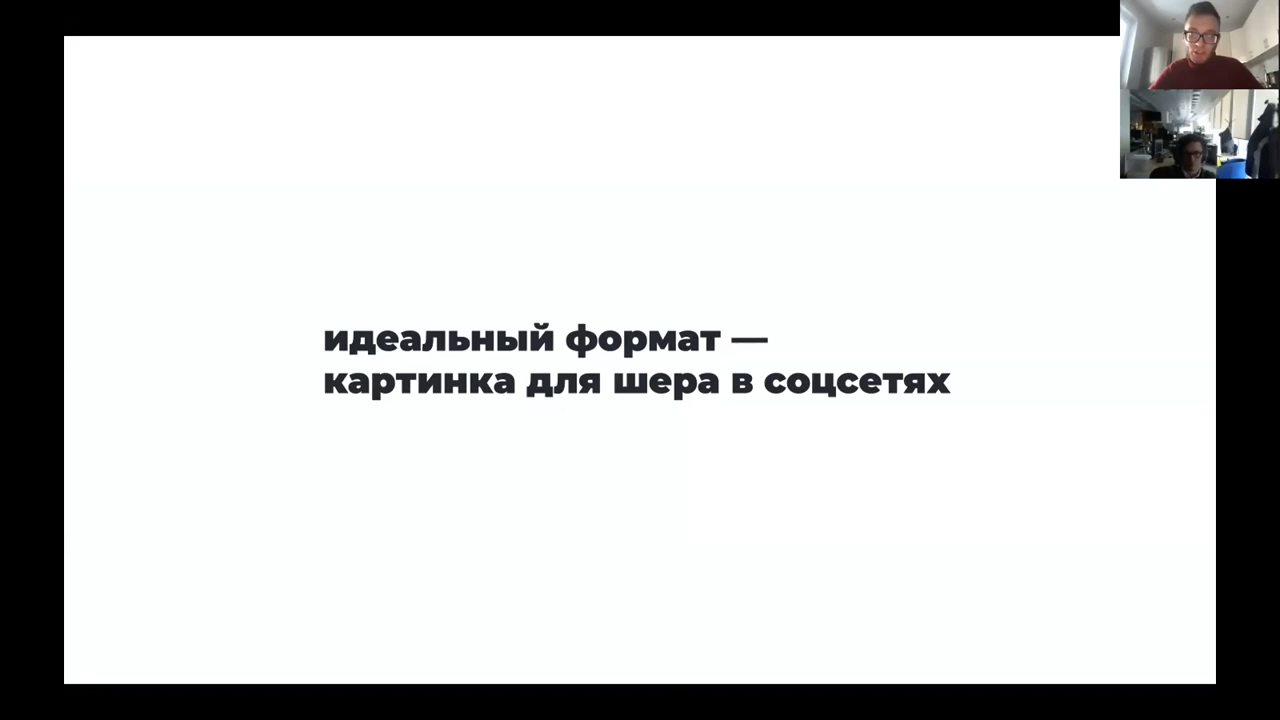 идеальный формат —
картинка для шера в соцсетях